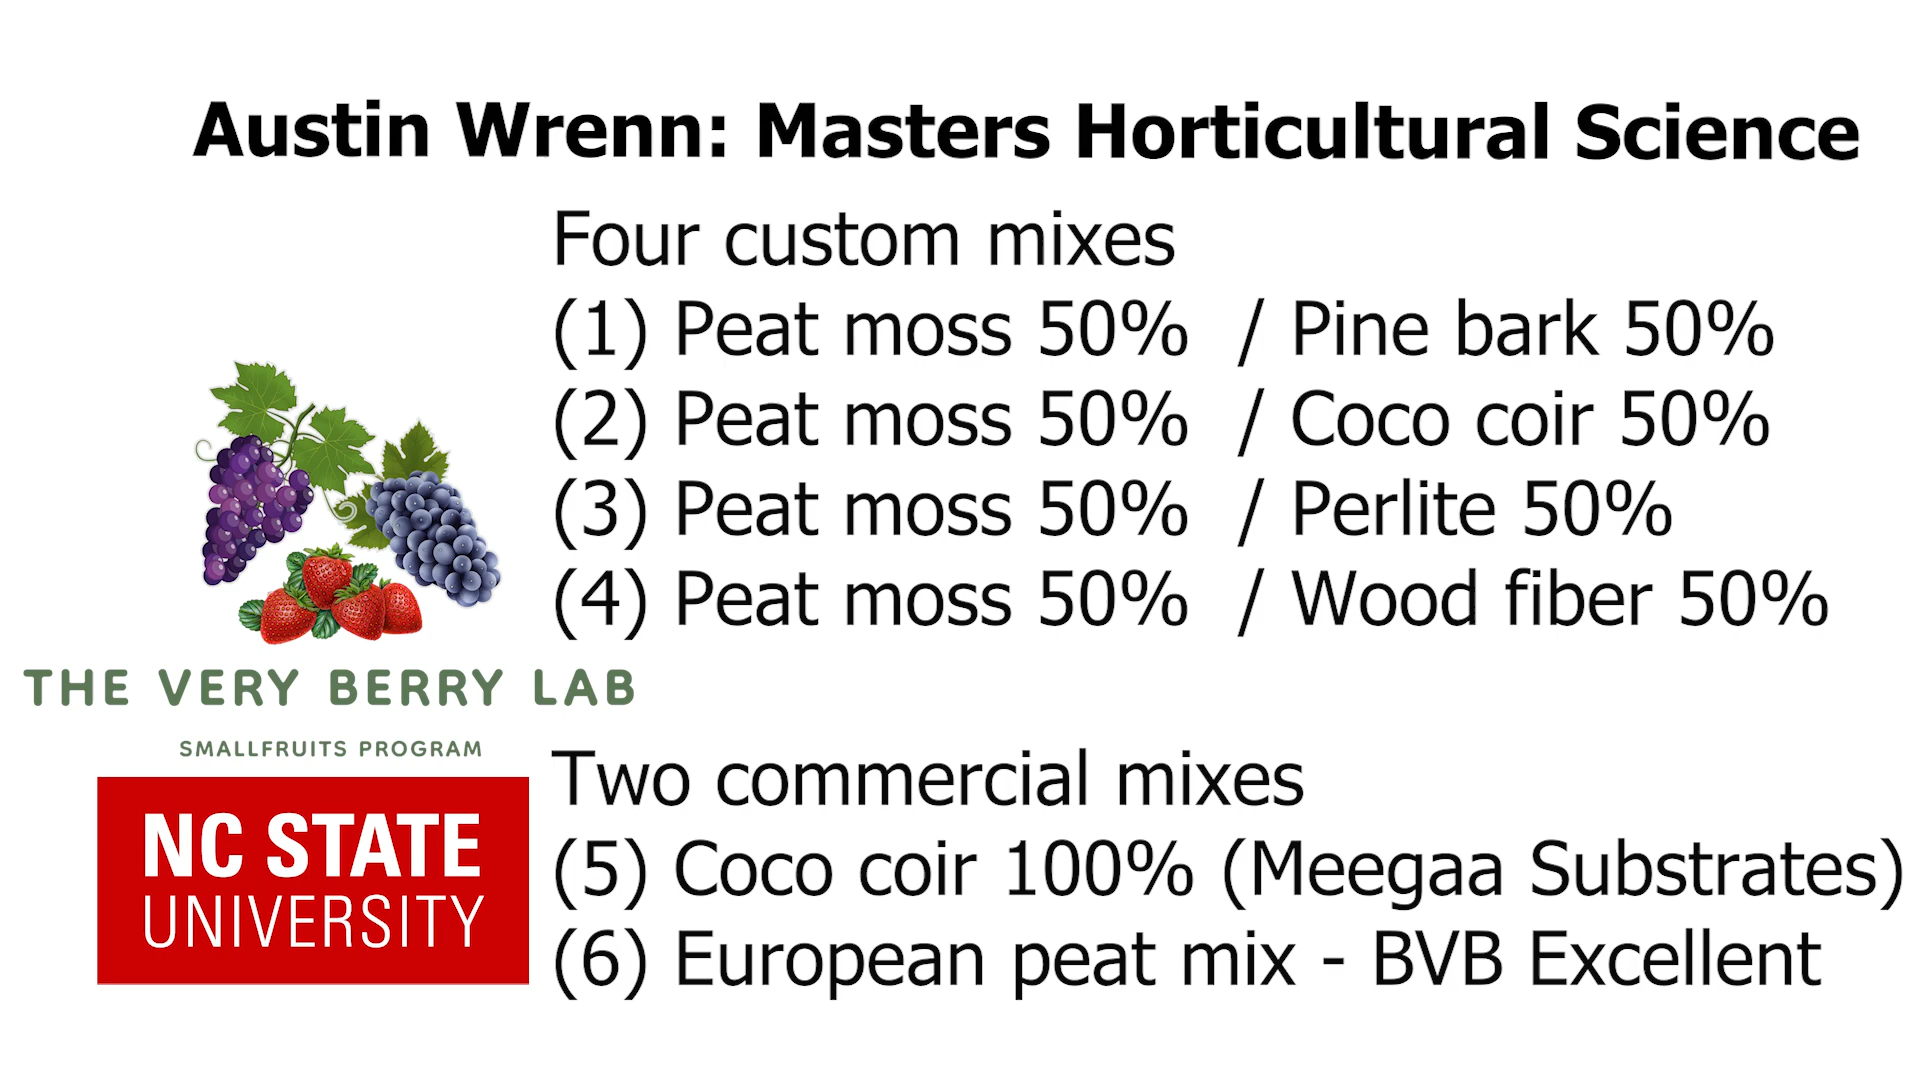 Austin Wrenn: Masters Horticultural Science
Four custom mixes
(1) Peat moss 50% / Pine bark 50%
(2) Peat moss 50% / Coco coir 50%
(3) Peat moss 50% / Perlite 50%
(4) Peat moss 50% / Wood fiber 50%
THE VERY BERRY LAB
SMALLFRUITS PROGRAM
NC STATE
UNIVERSITY
Two commercial mixes
(5) Coco coir 100% (Meegaa Substrates)
(6) European peat mix - BVB Excellent